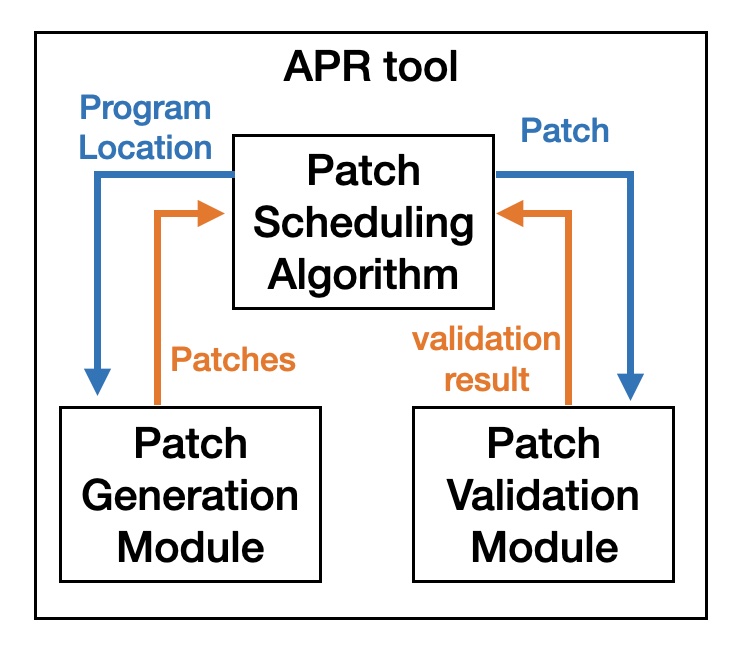 APR tool
Program
Location
Patch
Patch
Scheduling
Algorithm
Patches
validation
result
Patch
Generation
Module
Patch
Validation
Module